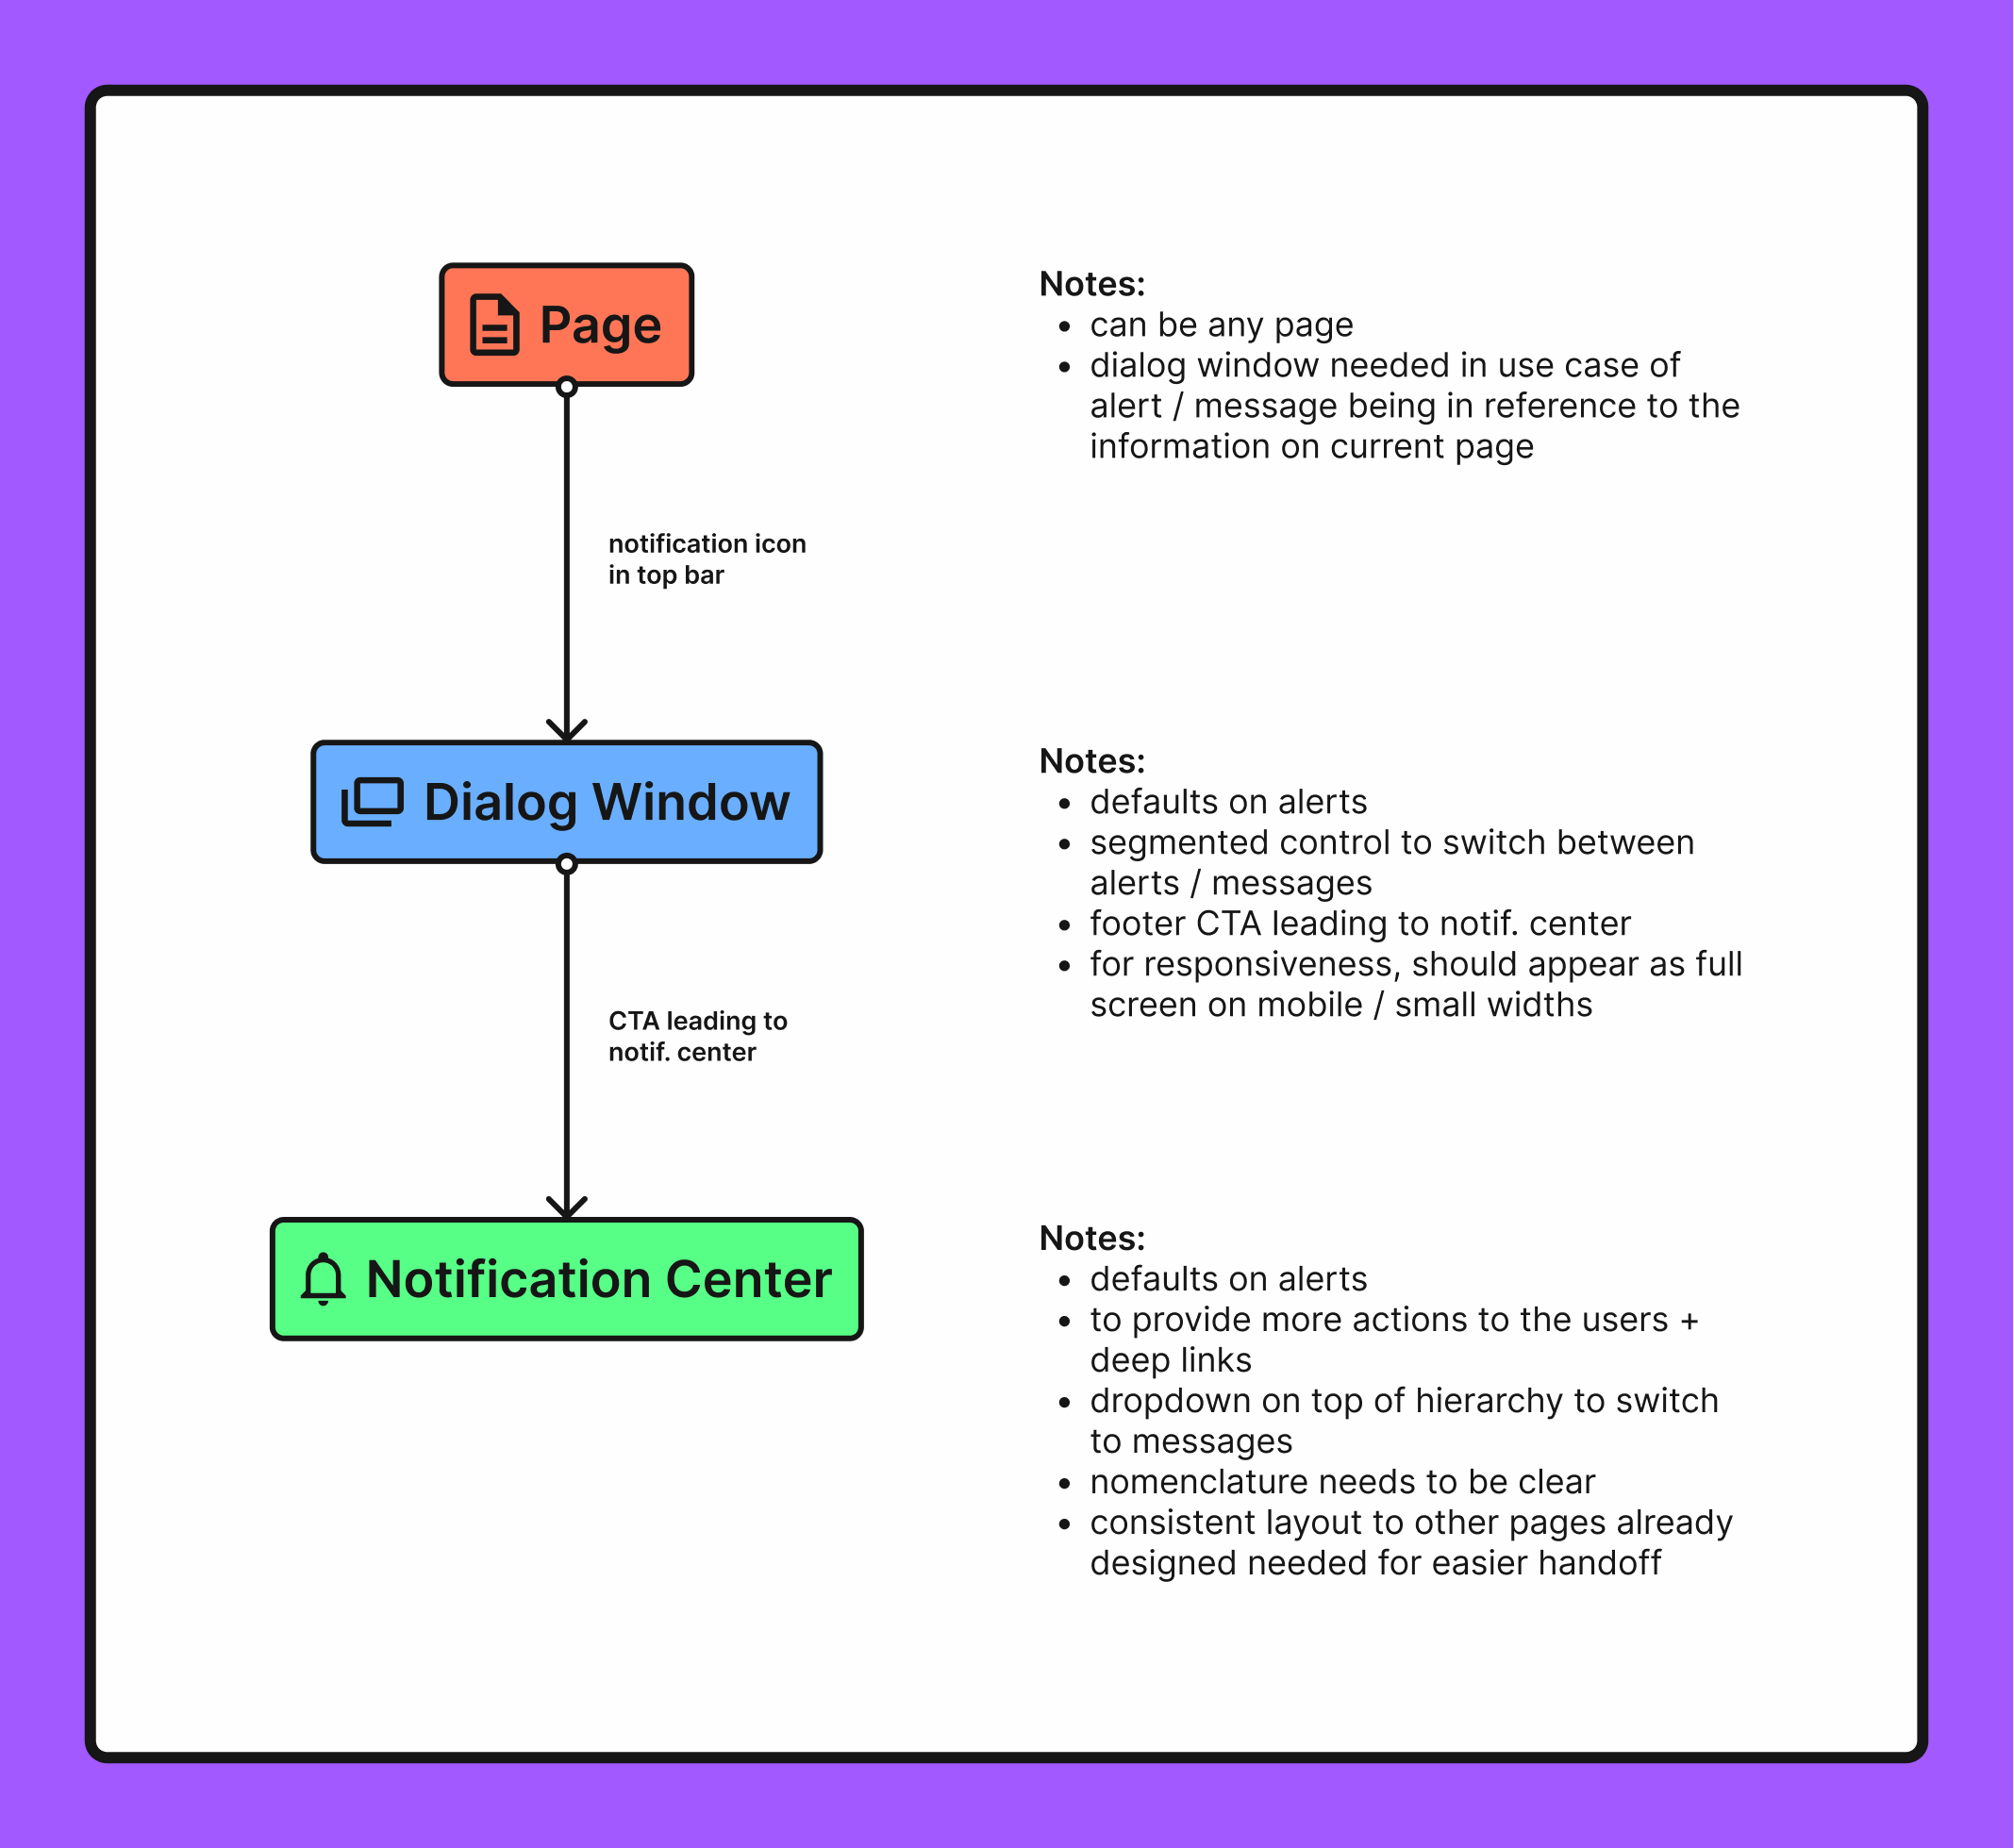 Page
Notes:
• can be any page
• dialog window needed in use case of
alert / message being in reference to the
information on current page
notification icon
in top bar
Dialog Window
Notes:
• defaults on alerts
• segmented control to switch between
alerts / messages
• footer CTA leading to notif. center
• for responsiveness, should appear as full
screen on mobile / small widths
CTA leading to
notif. center
Notification Center
Notes:
• defaults on alerts
• to provide more actions to the users +
deep links
• dropdown on top of hierarchy to switch
to messages
• nomenclature needs to be clear
• consistent layout to other pages already
designed needed for easier handoff